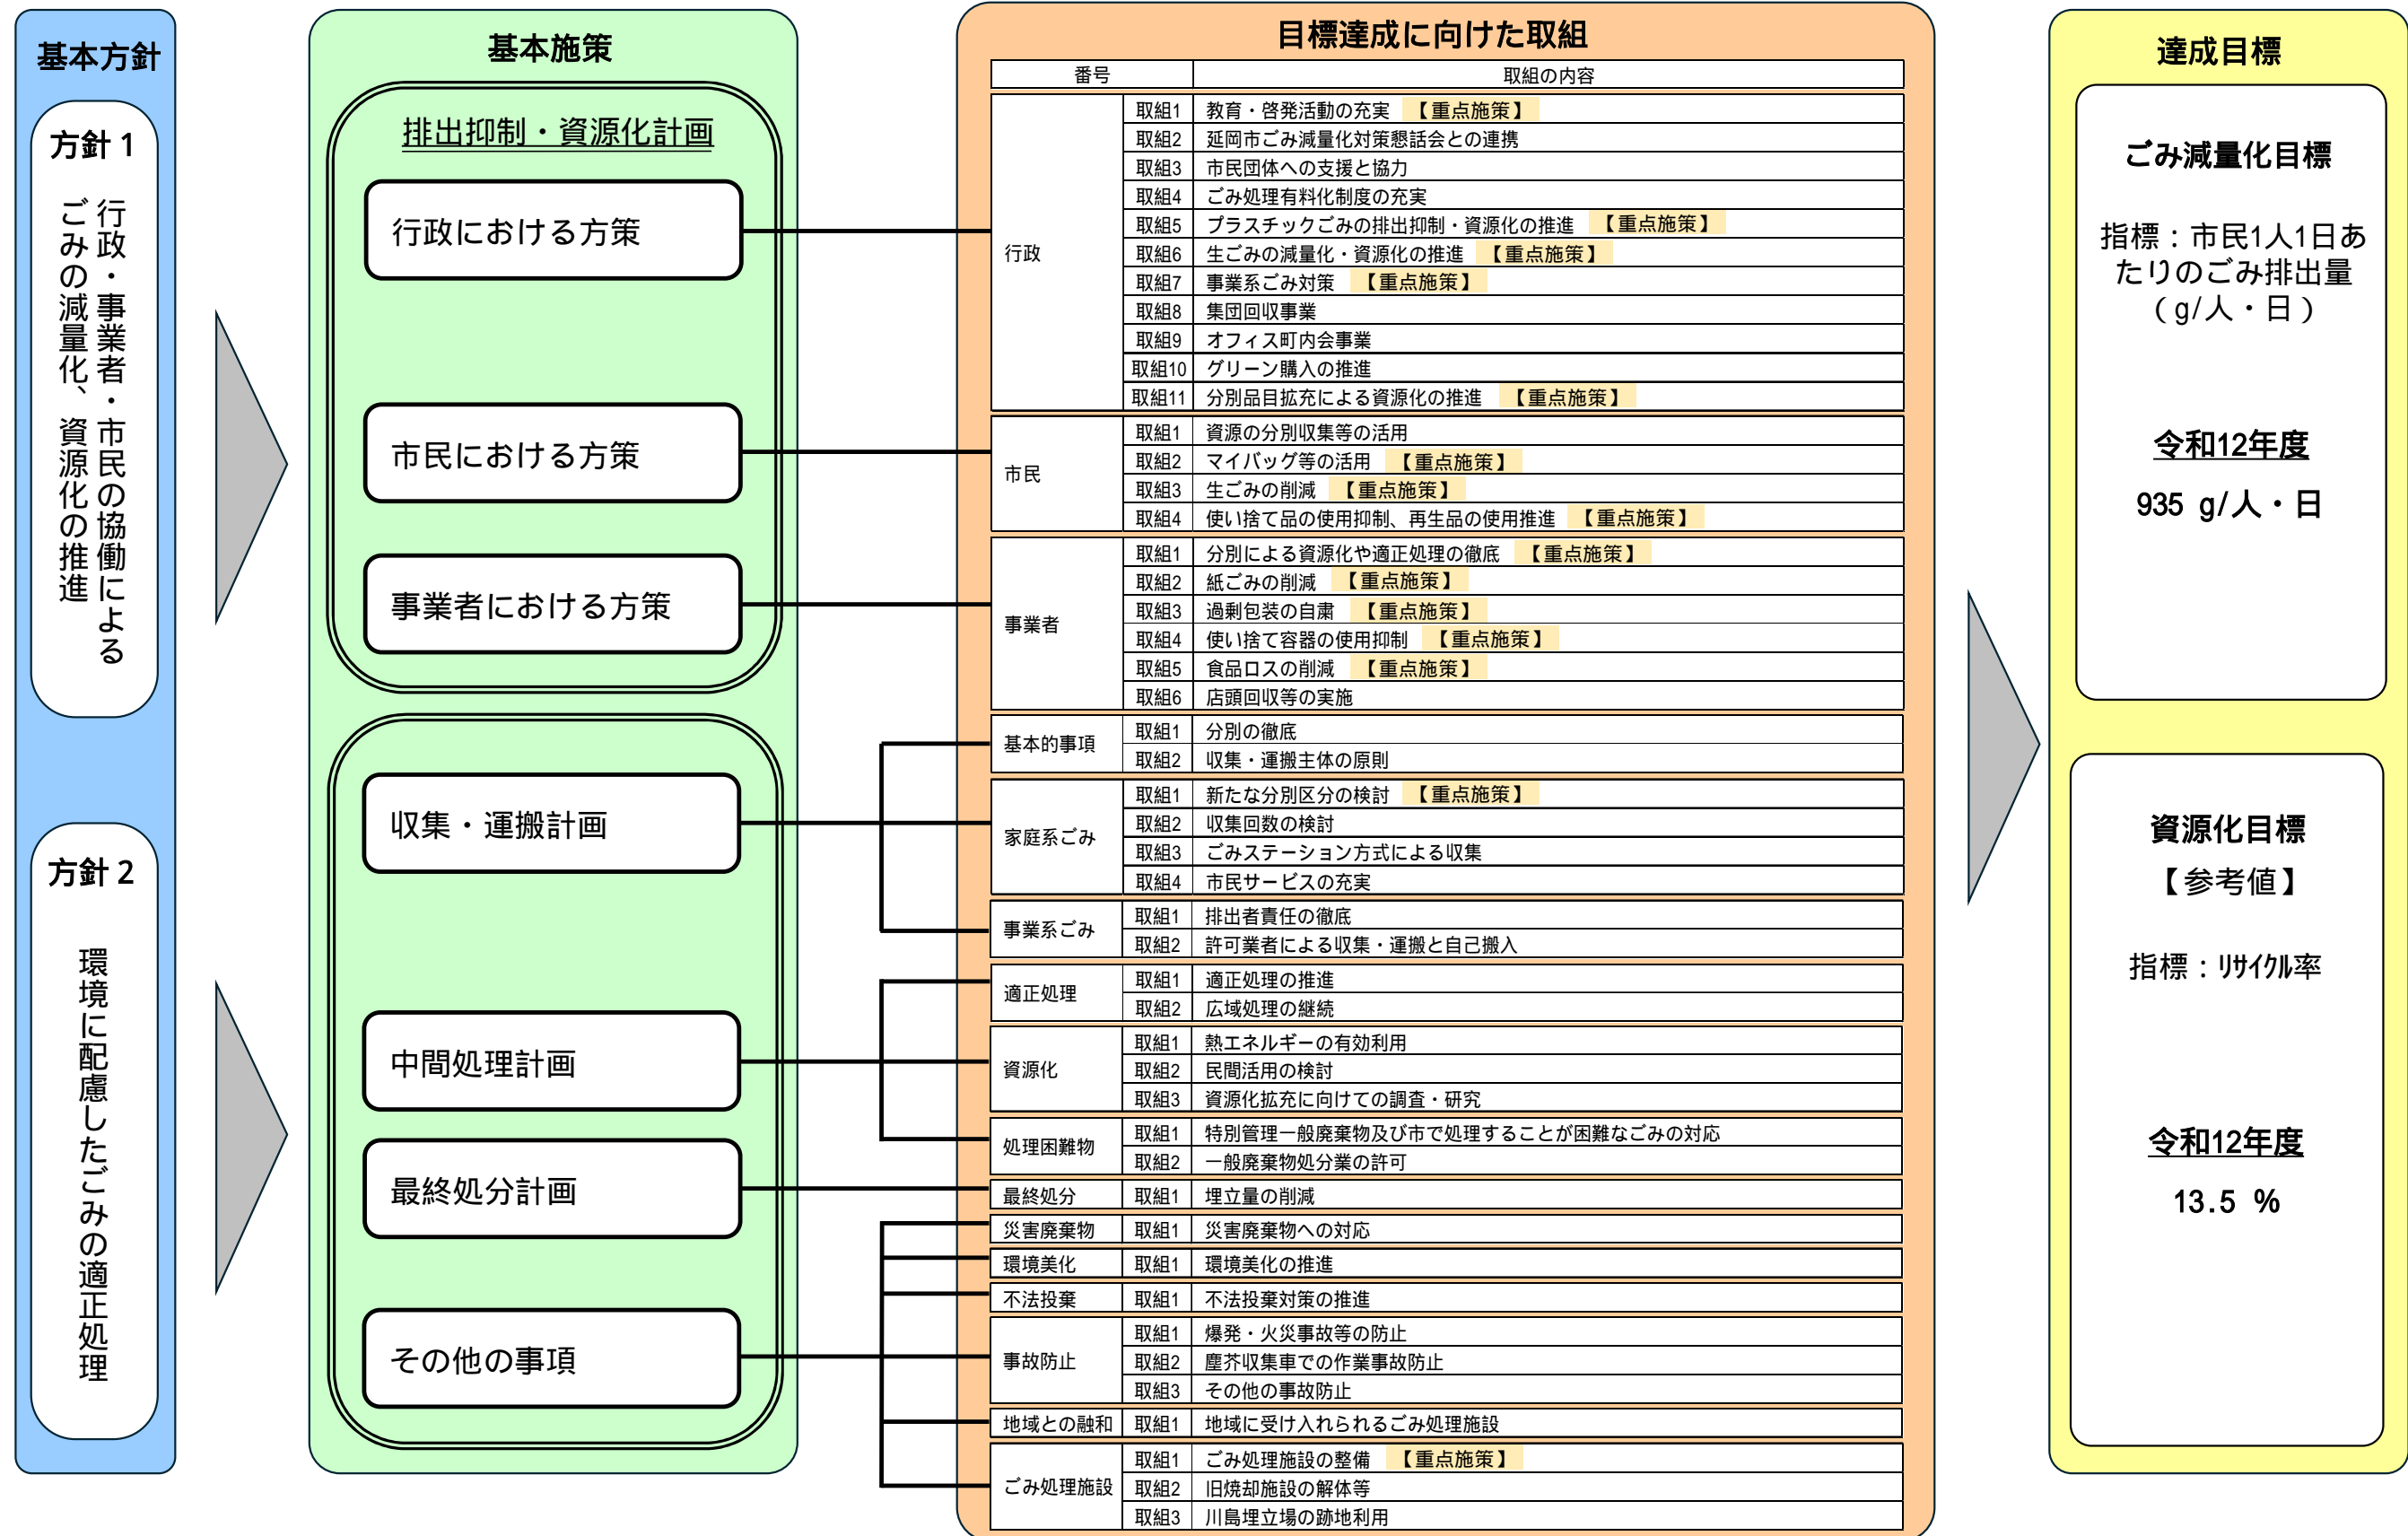 基本方針
方針1
行政・事業者・市民の協働による
ごみの減量化、資源化の推進
方針2
環境に配慮したごみの適正処理
基本施策
排出抑制・資源化計画
行政における方策
市民における方策
事業者における方策
収集・運搬計画
中間処理計画
最終処分計画
その他の事項
目標達成に向けた取組
番号 取組の内容
行政
取組1 教育・啓発活動の充実 【重点施策】
取組2 延岡市ごみ減量化対策懇話会との連携
取組3 市民団体への支援と協力
取組4 ごみ処理有料化制度の充実
取組5 プラスチックごみの排出抑制・資源化の推進 【重点施策】
取組6 生ごみの減量化・資源化の推進 【重点施策】
取組7 事業系ごみ対策 【重点施策】
取組8 集団回収事業
取組9 オフィス町内会事業
取組10 グリーン購入の推進
取組11 分別品目拡充による資源化の推進 【重点施策】
市民
取組1 資源の分別収集等の活用
取組2 マイバッグ等の活用 【重点施策】
取組3 生ごみの削減 【重点施策】
取組4 使い捨て品の使用抑制、再生品の使用推進 【重点施策】
事業者
取組1 分別による資源化や適正処理の徹底 【重点施策】
取組2 紙ごみの削減 【重点施策】
取組3 過剰包装の自粛 【重点施策】
取組4 使い捨て容器の使用抑制 【重点施策】
取組5 食品ロスの削減 【重点施策】
取組6 店頭回収等の実施
基本的事項
取組1 分別の徹底
取組2 収集・運搬主体の原則
家庭系ごみ
取組1 新たな分別区分の検討 【重点施策】
取組2 収集回数の検討
取組3 ごみステーション方式による収集
取組4 市民サービスの充実
事業系ごみ
取組1 排出者責任の徹底
取組2 許可業者による収集・運搬と自己搬入
適正処理
取組1 適正処理の推進
取組2 広域処理の継続
資源化
取組1 熱エネルギーの有効利用
取組2 民間活用の検討
取組3 資源化拡充に向けての調査・研究
処理困難物
取組1 特別管理一般廃棄物及び市で処理することが困難なごみの対応
取組2 一般廃棄物処分業の許可
最終処分 取組1 埋立量の削減
災害廃棄物 取組1 災害廃棄物への対応
環境美化 取組1 環境美化の推進
不法投棄 取組1 不法投棄対策の推進
事故防止
取組1 爆発・火災事故等の防止
取組2 塵芥収集車での作業事故防止
取組3 その他の事故防止
地域との融和 取組1 地域に受け入れられるごみ処理施設
ごみ処理施設
取組1 ごみ処理施設の整備 【重点施策】
取組2 旧焼却施設の解体等
取組3 川島埋立場の跡地利用
達成目標
ごみ減量化目標
指標：市民1人1日あ
たりのごみ排出量
（g/人・日）
令和12年度
935 g/人・日
資源化目標
【参考値】
指標：ﾘｻｲｸﾙ率
令和12年度
13.5 %